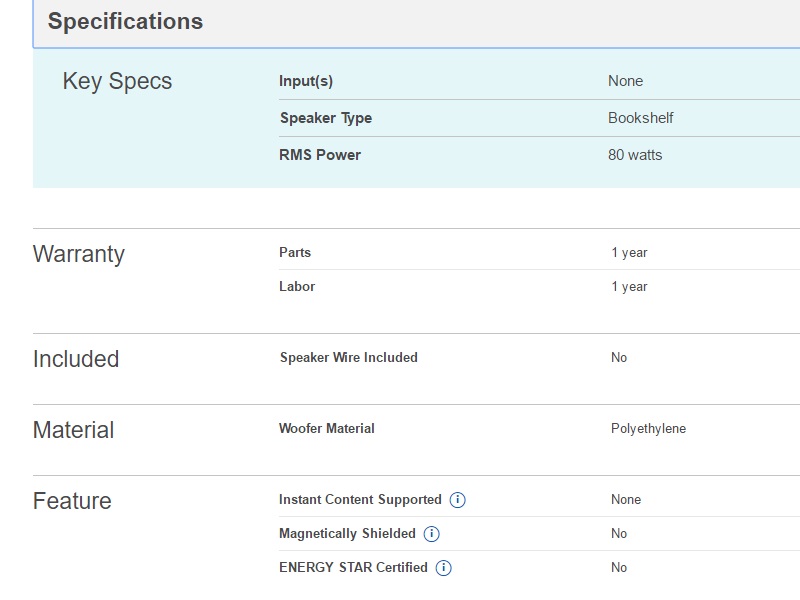 Specifications
Key Specs
Input(s) None
Speaker Type Bookshelf
RMS Power 80 watts
Warranty
Parts 1 year
Labor 1 year
Included
Speaker Wire Included No
Material
Woofer Material Polyethylene
Feature
Instant Content Supported i None
Magnetically Shielded i No
ENERGY STAR Certified i No